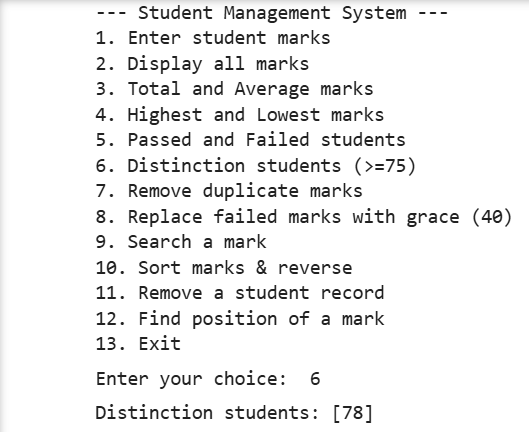 --- Student Management System ---
1. Enter student marks
2. Display all marks
3. Total and Average marks
4. Highest and Lowest marks
5. Passed and Failed students
6. Distinction students (>=75)
7. Remove duplicate marks
8. Replace failed marks with grace (40)
9. Search a mark
10. Sort marks & reverse
11. Remove a student record
12. Find position of a mark
13. Exit
Enter your choice:  6
Distinction students: [78]